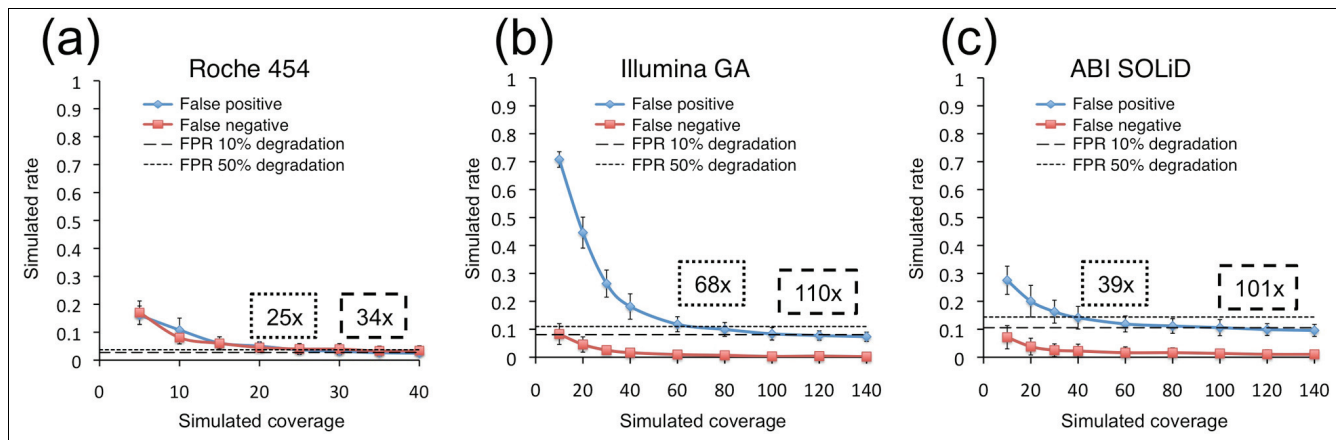 (a)
Roche 454
1
0.9
0.8
0.7
0.6
0.5
0.4
0.3
0.2
0.1
0
Simulated rate
False positive
False negative
FPR 10% degradation
FPR 50% degradation
25x
34x
0 10 20 30 40
Simulated coverage
(b)
Illumina GA
1
0.9
0.8
0.7
0.6
0.5
0.4
0.3
0.2
0.1
0
Simulated rate
False positive
False negative
FPR 10% degradation
FPR 50% degradation
68x
110x
0 20 40 60 80 100 120 140
Simulated coverage
(c)
ABI SOLiD
1
0.9
0.8
0.7
0.6
0.5
0.4
0.3
0.2
0.1
0
Simulated rate
False positive
False negative
FPR 10% degradation
FPR 50% degradation
39x
101x
0 20 40 60 80 100 120 140
Simulated coverage